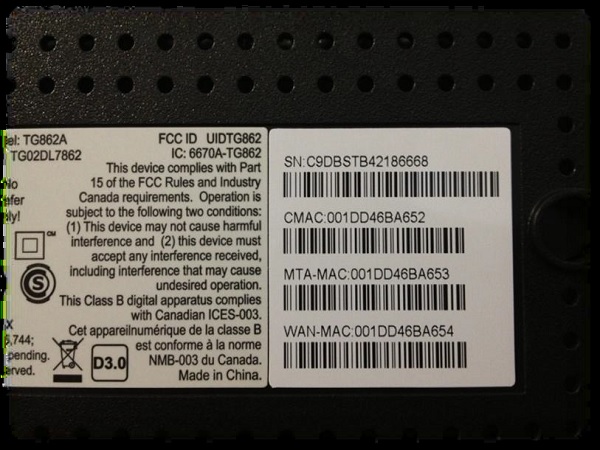 el: TG862A
TG02DL7862
No
efer
ly!
CM
S
X
6,744;
pending.
erved.
FCC ID UIDTG862
IC: 6670A-TG862
This device complies with Part
15 of the FCC Rules and Industry
Canada requirements. Operation is
subject to the following two conditions:
(1) This device may not cause harmful
interference and (2) this device must
accept any interference received,
including interference that may cause
undesired operation.
This Class B digital apparatus complies
with Canadian ICES-003.
Cet appareilnumérique de la classe B
est conforme à la norme
NMB-003 du Canada.
Made in China.
D3.0
SN:C9DBSTB42186668
CMAC:001DD46BA652
MTA-MAC:001DD46BA653
WAN-MAC:001DD46BA654